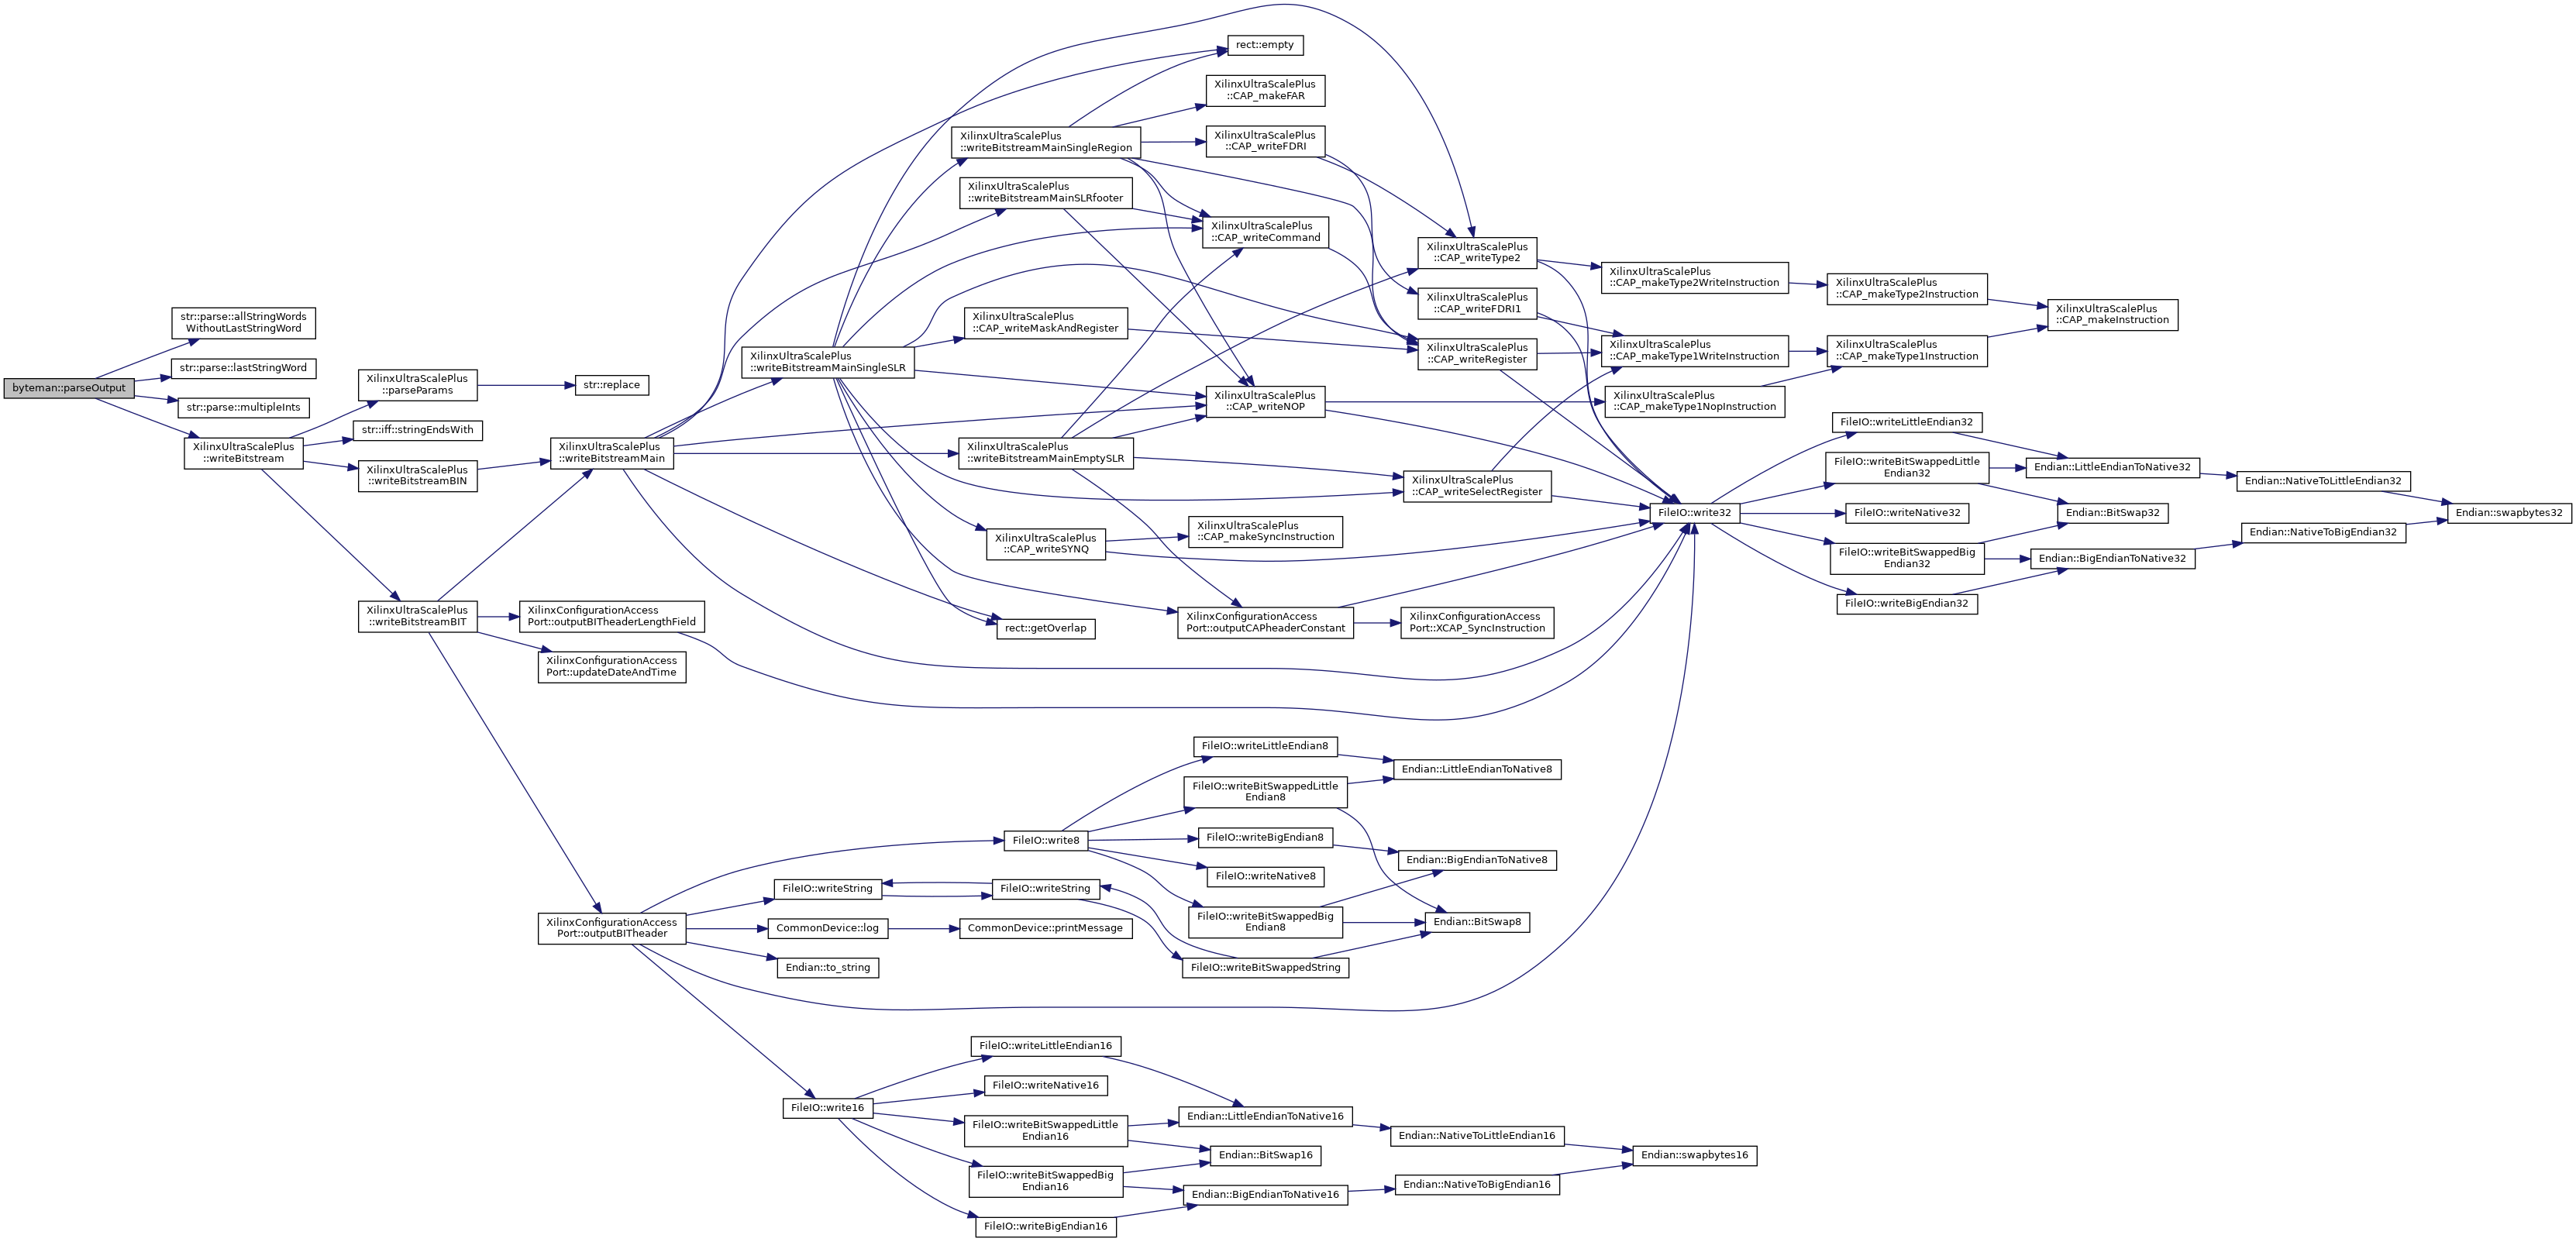 byteman::parseOutput
str::parse::allStringWords
WithoutLastStringWord
str::parse::lastStringWord
str::parse::multipleInts
XilinxUltraScalePlus
::writeBitstream
XilinxUltraScalePlus
::parseParams
str::replace
str::iff::stringEndsWith
XilinxUltraScalePlus
::writeBitstreamBIN
XilinxUltraScalePlus
::writeBitstreamBIT
XilinxUltraScalePlus
::writeBitstreamMain
XilinxConfigurationAccess
Port::outputBITheaderLengthField
XilinxConfigurationAccess
Port::updateDateAndTime
XilinxConfigurationAccess
Port::outputBITheader
XilinxUltraScalePlus
::writeBitstreamMainSingleSLR
rect::empty
XilinxUltraScalePlus
::CAP_makeFAR
XilinxUltraScalePlus
::writeBitstreamMainSingleRegion
XilinxUltraScalePlus
::CAP_writeFDRI
XilinxUltraScalePlus
::writeBitstreamMainSLRfooter
XilinxUltraScalePlus
::CAP_writeCommand
XilinxUltraScalePlus
::CAP_writeMaskAndRegister
XilinxUltraScalePlus
::CAP_writeNOP
XilinxUltraScalePlus
::writeBitstreamMainEmptySLR
XilinxUltraScalePlus
::CAP_writeSYNQ
XilinxUltraScalePlus
::CAP_makeSyncInstruction
rect::getOverlap
XilinxConfigurationAccess
Port::outputCAPheaderConstant
XilinxConfigurationAccess
Port::XCAP_SyncInstruction
XilinxUltraScalePlus
::CAP_writeType2
XilinxUltraScalePlus
::CAP_writeFDRI1
XilinxUltraScalePlus
::CAP_writeRegister
XilinxUltraScalePlus
::CAP_writeSelectRegister
XilinxUltraScalePlus
::CAP_makeType2WriteInstruction
XilinxUltraScalePlus
::CAP_makeType1WriteInstruction
XilinxUltraScalePlus
::CAP_makeType1NopInstruction
XilinxUltraScalePlus
::CAP_makeType2Instruction
XilinxUltraScalePlus
::CAP_makeType1Instruction
XilinxUltraScalePlus
::CAP_makeInstruction
FileIO::write32
FileIO::writeLittleEndian32
FileIO::writeBitSwappedLittle
Endian32
FileIO::writeNative32
FileIO::writeBitSwappedBig
Endian32
FileIO::writeBigEndian32
Endian::LittleEndianToNative32
Endian::BitSwap32
Endian::BigEndianToNative32
Endian::NativeToLittleEndian32
Endian::NativeToBigEndian32
Endian::swapbytes32
FileIO::write8
FileIO::writeLittleEndian8
FileIO::writeBitSwappedLittle
Endian8
FileIO::writeBigEndian8
FileIO::writeNative8
FileIO::writeBitSwappedBig
Endian8
Endian::LittleEndianToNative8
Endian::BigEndianToNative8
Endian::BitSwap8
FileIO::writeString
FileIO::writeString
FileIO::writeBitSwappedString
CommonDevice::log
CommonDevice::printMessage
Endian::to_string
FileIO::write16
FileIO::writeLittleEndian16
FileIO::writeNative16
FileIO::writeBitSwappedLittle
Endian16
FileIO::writeBitSwappedBig
Endian16
FileIO::writeBigEndian16
Endian::LittleEndianToNative16
Endian::BitSwap16
Endian::BigEndianToNative16
Endian::NativeToLittleEndian16
Endian::NativeToBigEndian16
Endian::swapbytes16